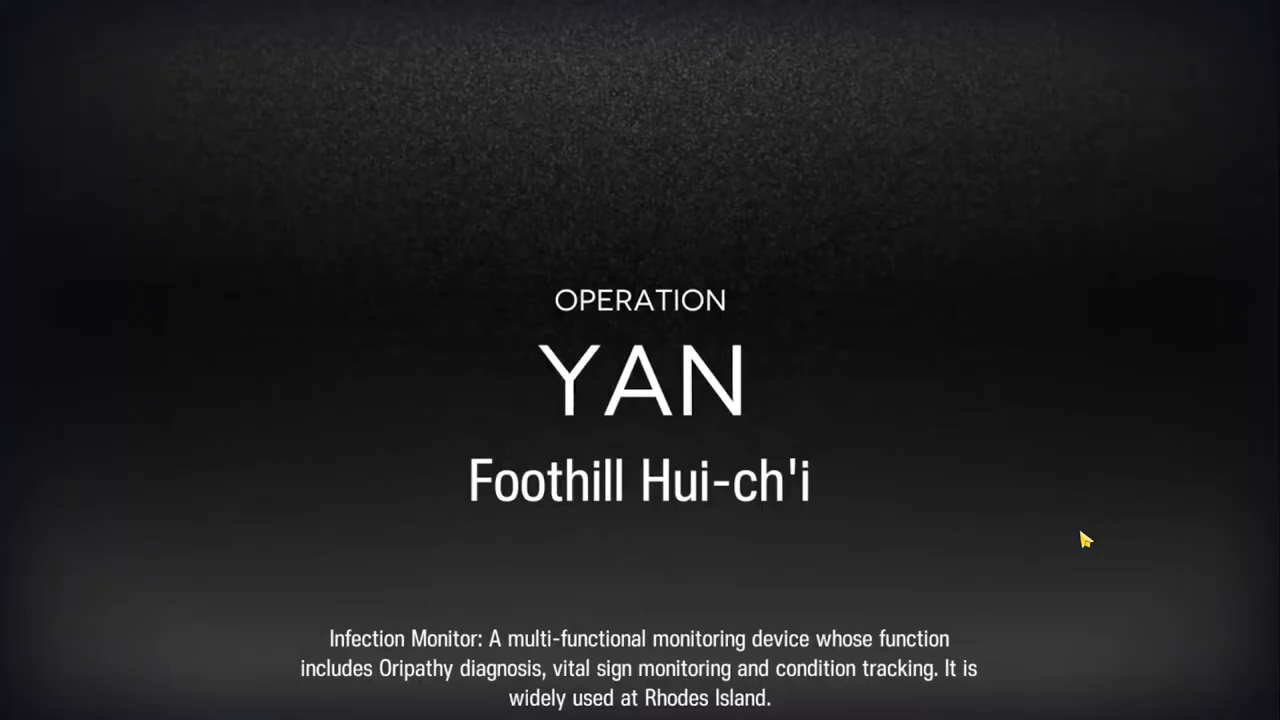 OPERATION
YAN
Foothill Hui-ch'i
Infection Monitor: A multi-functional monitoring device whose function
includes Oripathy diagnosis, vital sign monitoring and condition tracking. It is
widely used at Rhodes Island.